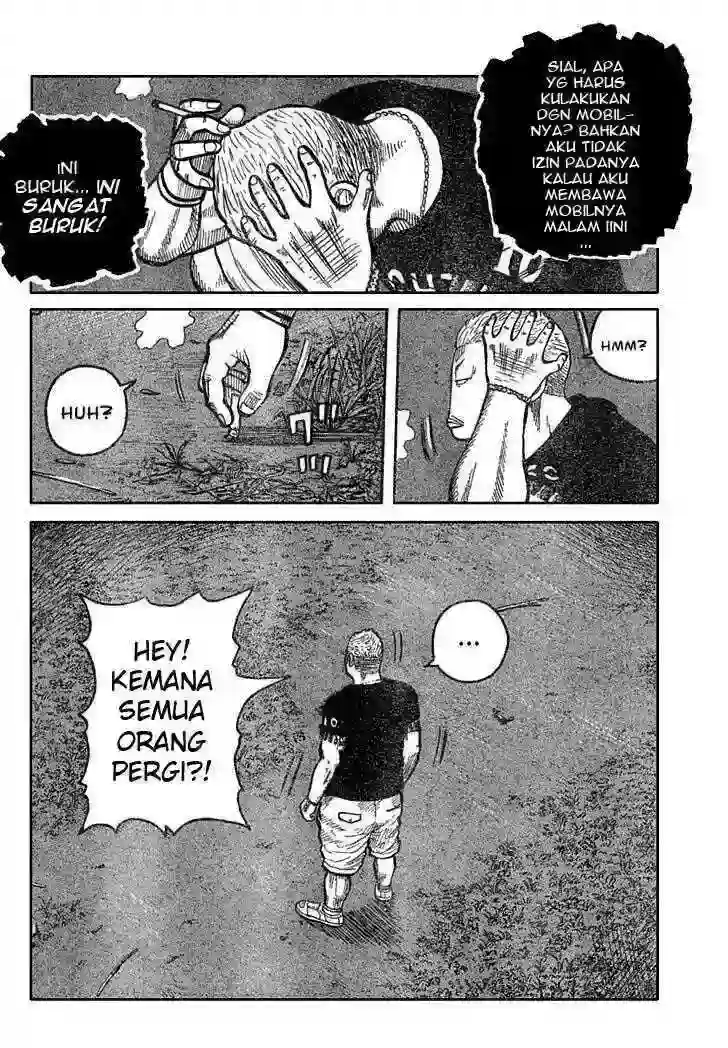 SIAL, APA
YG HARUS
KULAKUKAN
DGN MOBIL-
NYA? BAHKAN
AKU TIDAK
IZIN PADANYA
KALAU AKU
MEMBAWA
MOBILNYA
MALAM IINI
...
INI
BURUK... INI
SANGAT
BURUK!
HUH?
HMM?
...
HEY!
KEMANA
SEMUA
ORANG
PERGI?!